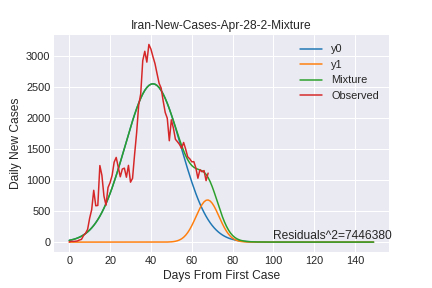 Iran-New-Cases-Apr-28-2-Mixture
Daily New Cases
3000
2500
2000
1500
1000
500
0
y0
y1
Mixture
Observed
Residuals^2=7446380
0 20 40 60 80 100 120 140
Days From First Case